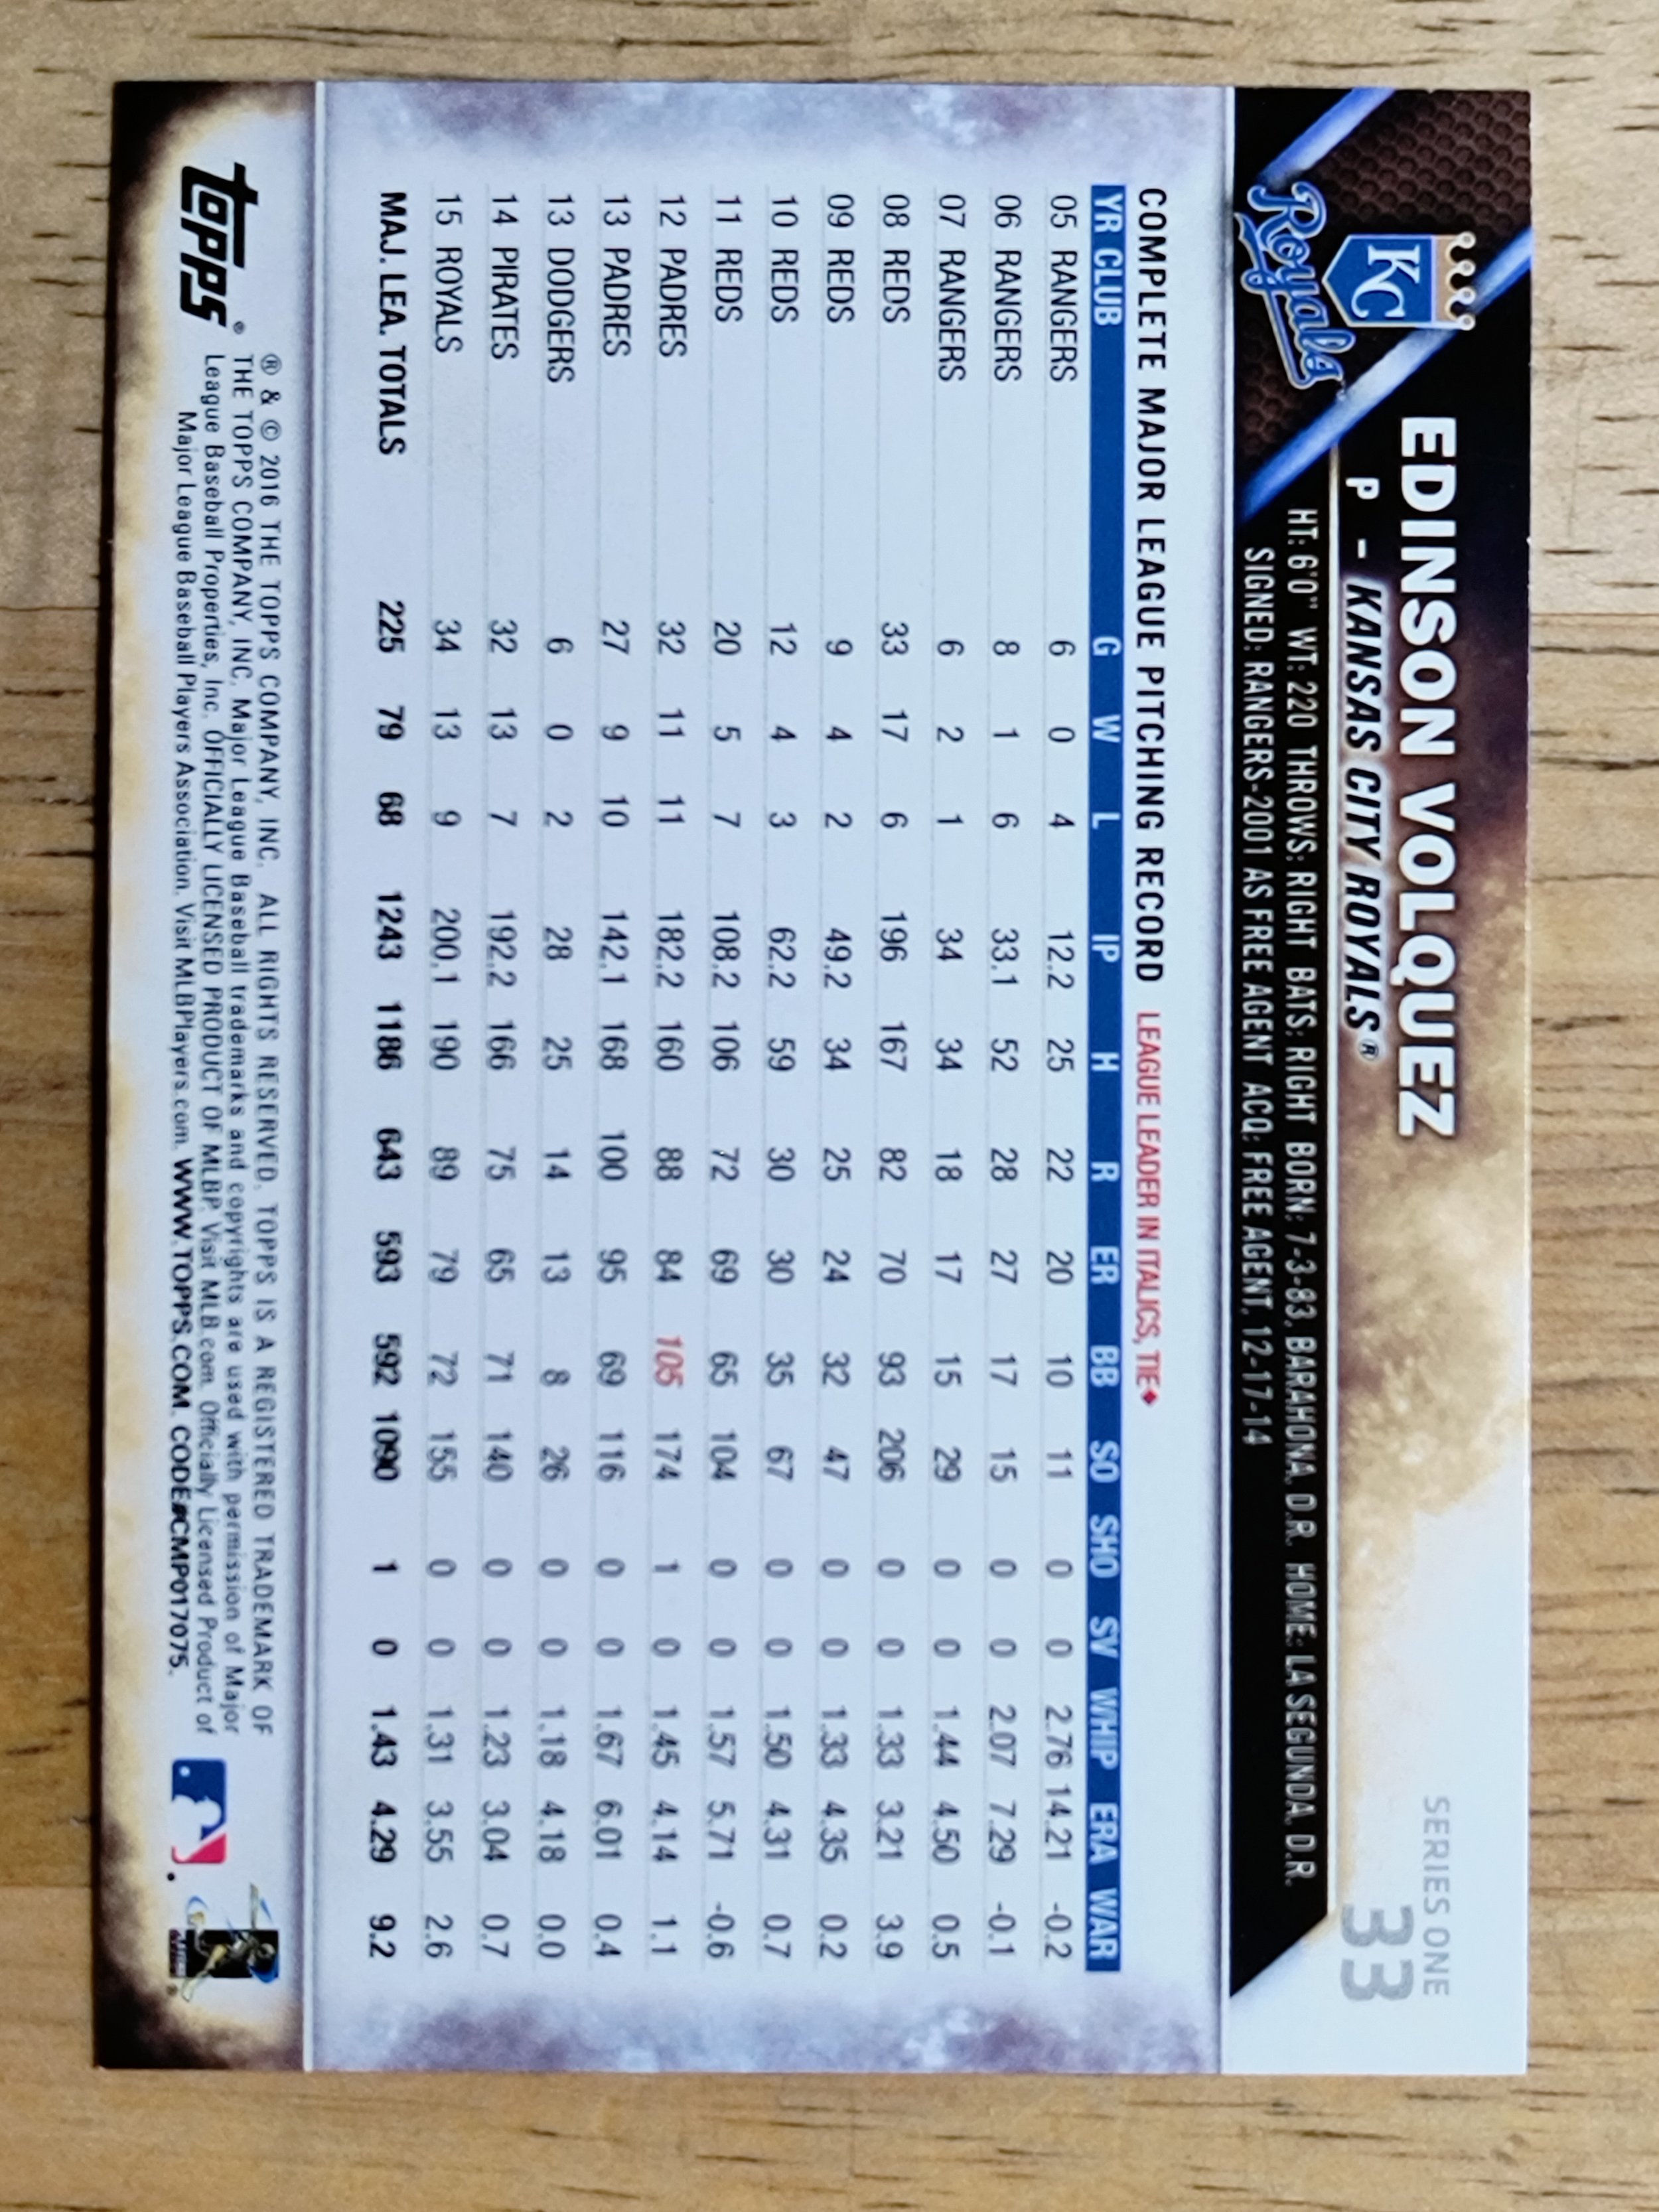 SERIES ONE
33
EDINSON VOLQUEZ
P - KANSAS CITY ROYALS®
KC
Royals
HT: 6'0" WT: 220 THROWS: RIGHT BATS: RIGHT BORN: 7-3-83, BARAHONA, D.R. HOME: LA SEGUNDA, D.R.
SIGNED: RANGERS-2001 AS FREE AGENT ACQ: FREE AGENT, 12-17-14
COMPLETE MAJOR LEAGUE PITCHING RECORD LEAGUE LEADER IN ITALICS, TIE♦
YR CLUB G W L IP H R ER BB SO SHO SV WHIP ERA WAR
05 RANGERS 6 0 4 12.2 25 22 20 10 11 0 0 2.76 14.21 -0.2
06 RANGERS 8 1 6 33.1 52 28 27 17 15 0 0 2.07 7.29 -0.1
07 RANGERS 6 2 1 34 34 18 17 15 29 0 0 1.44 4.50 0.5
08 REDS 33 17 6 196 167 82 70 93 206 0 0 1.33 3.21 3.9
09 REDS 9 4 2 49.2 34 25 24 32 47 0 0 1.33 4.35 0.2
10 REDS 12 4 3 62.2 59 30 30 35 67 0 0 1.50 4.31 0.7
11 REDS 20 5 7 108.2 106 72 69 65 104 0 0 1.57 5.71 -0.6
12 PADRES 32 11 11 182.2 160 88 84 105 174 1 0 1.45 4.14 1.1
13 PADRES 27 9 10 142.1 168 100 95 69 116 0 0 1.67 6.01 0.4
13 DODGERS 6 0 2 28 25 14 13 8 26 0 0 1.18 4.18 0.0
14 PIRATES 32 13 7 192.2 166 75 65 71 140 0 0 1.23 3.04 0.7
15 ROYALS 34 13 9 200.1 190 89 79 72 155 0 0 1.31 3.55 2.6
MAJ. LEA. TOTALS 225 79 68 1243 1186 643 593 592 1090 1 0 1.43 4.29 9.2
topps®
® & © 2016 THE TOPPS COMPANY, INC. ALL RIGHTS RESERVED. TOPPS IS A REGISTERED TRADEMARK OF
THE TOPPS COMPANY, INC. Major League Baseball trademarks and copyrights are used with permission of Major
League Baseball Properties, Inc. OFFICIALLY LICENSED PRODUCT OF MLBP. Visit MLB.com. Officially Licensed Product of
Major League Baseball Players Association. Visit MLBPlayers.com. WWW.TOPPS.COM. CODE#CMP017075.